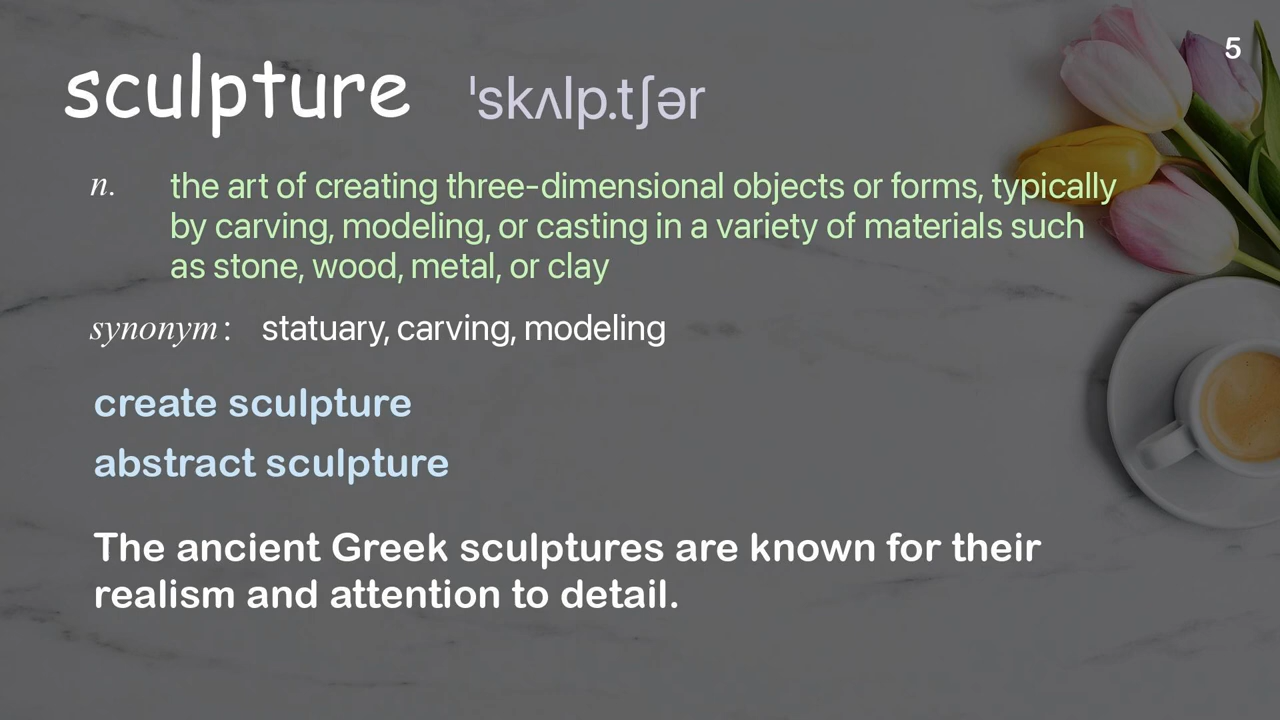 5
sculpture ˈskʌlp.tʃər
n. the art of creating three-dimensional objects or forms, typically
by carving, modeling, or casting in a variety of materials such
as stone, wood, metal, or clay
synonym: statuary, carving, modeling
create sculpture
abstract sculpture
The ancient Greek sculptures are known for their
realism and attention to detail.